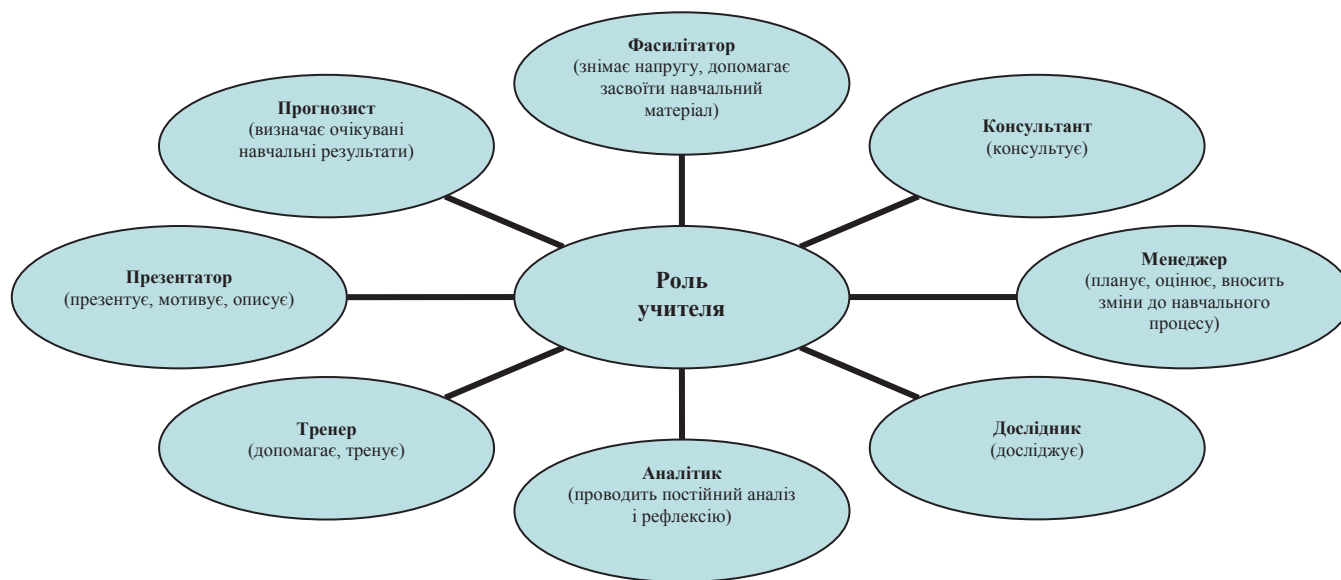 Фасилітатор
(знімає напругу, допомагає
засвоїти навчальний
матеріал)
Прогнозист
(визначає очікувані
навчальні результати)
Консультант
(консультує)
Презентатор
(презентує, мотивує, описує)
Роль
учителя
Менеджер
(планує, оцінює, вносить
зміни до навчального
процесу)
Тренер
(допомагає, тренує)
Аналітик
(проводить постійний аналіз
і рефлексію)
Дослідник
(досліджує)